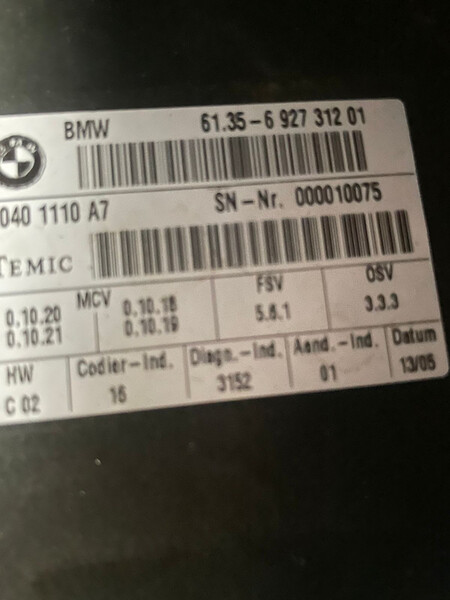 BMW 61.35-6 927 312 01
040 1110 A7 SN-Nr. 000010075
TEMIC
MCV FSV OSV
0.10.20 0.10.18 5.6.1 3.3.3
0.10.21 0.10.19
HW Codier-Ind. Diagn.-Ind. Aend.-Ind. Datum
C 02 16 3152 01 13/05